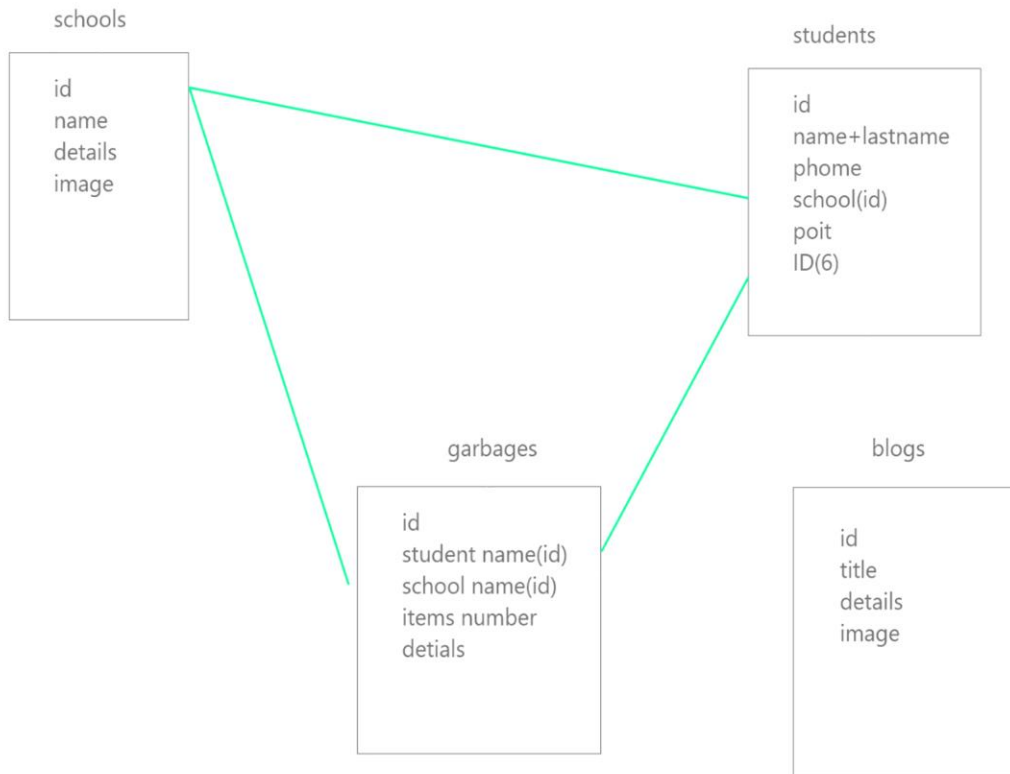 schools
id
name
details
image
students
id
name+lastname
phome
school(id)
poit
ID(6)
garbages
id
student name(id)
school name(id)
items number
detials
blogs
id
title
details
image